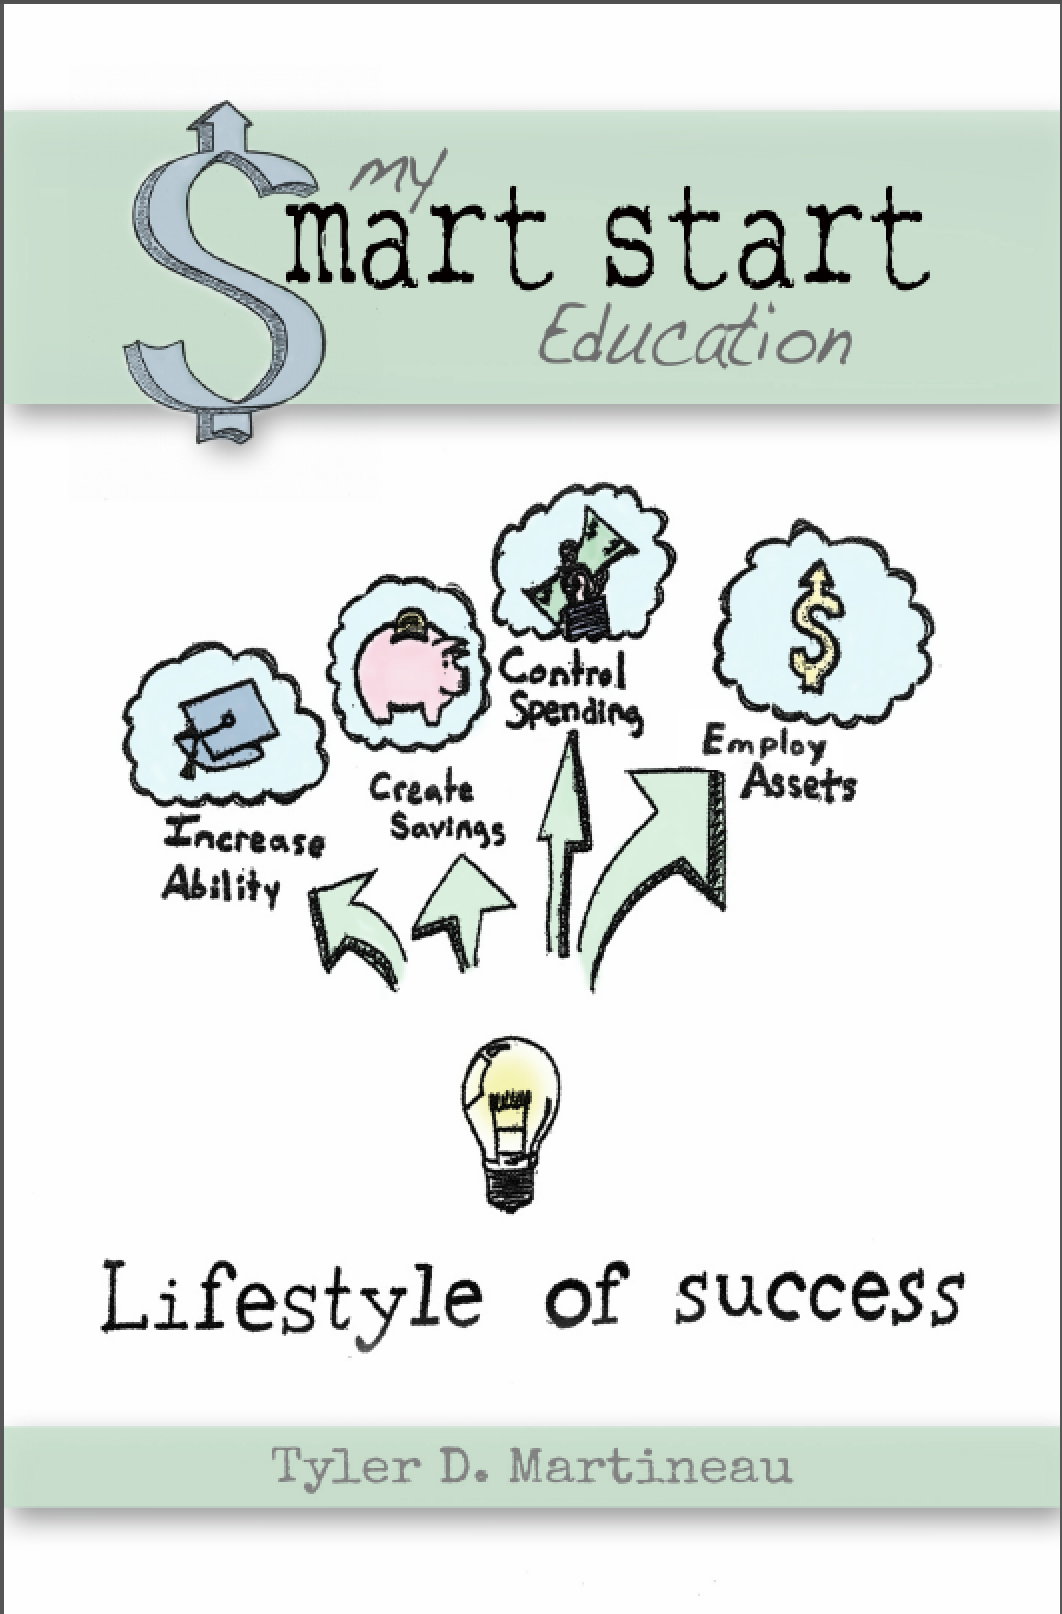 my
$mart start
Education
Increase
Ability
Create
Savings
Control
Spending
Employ
Assets
Lifestyle of success
Tyler D. Martineau